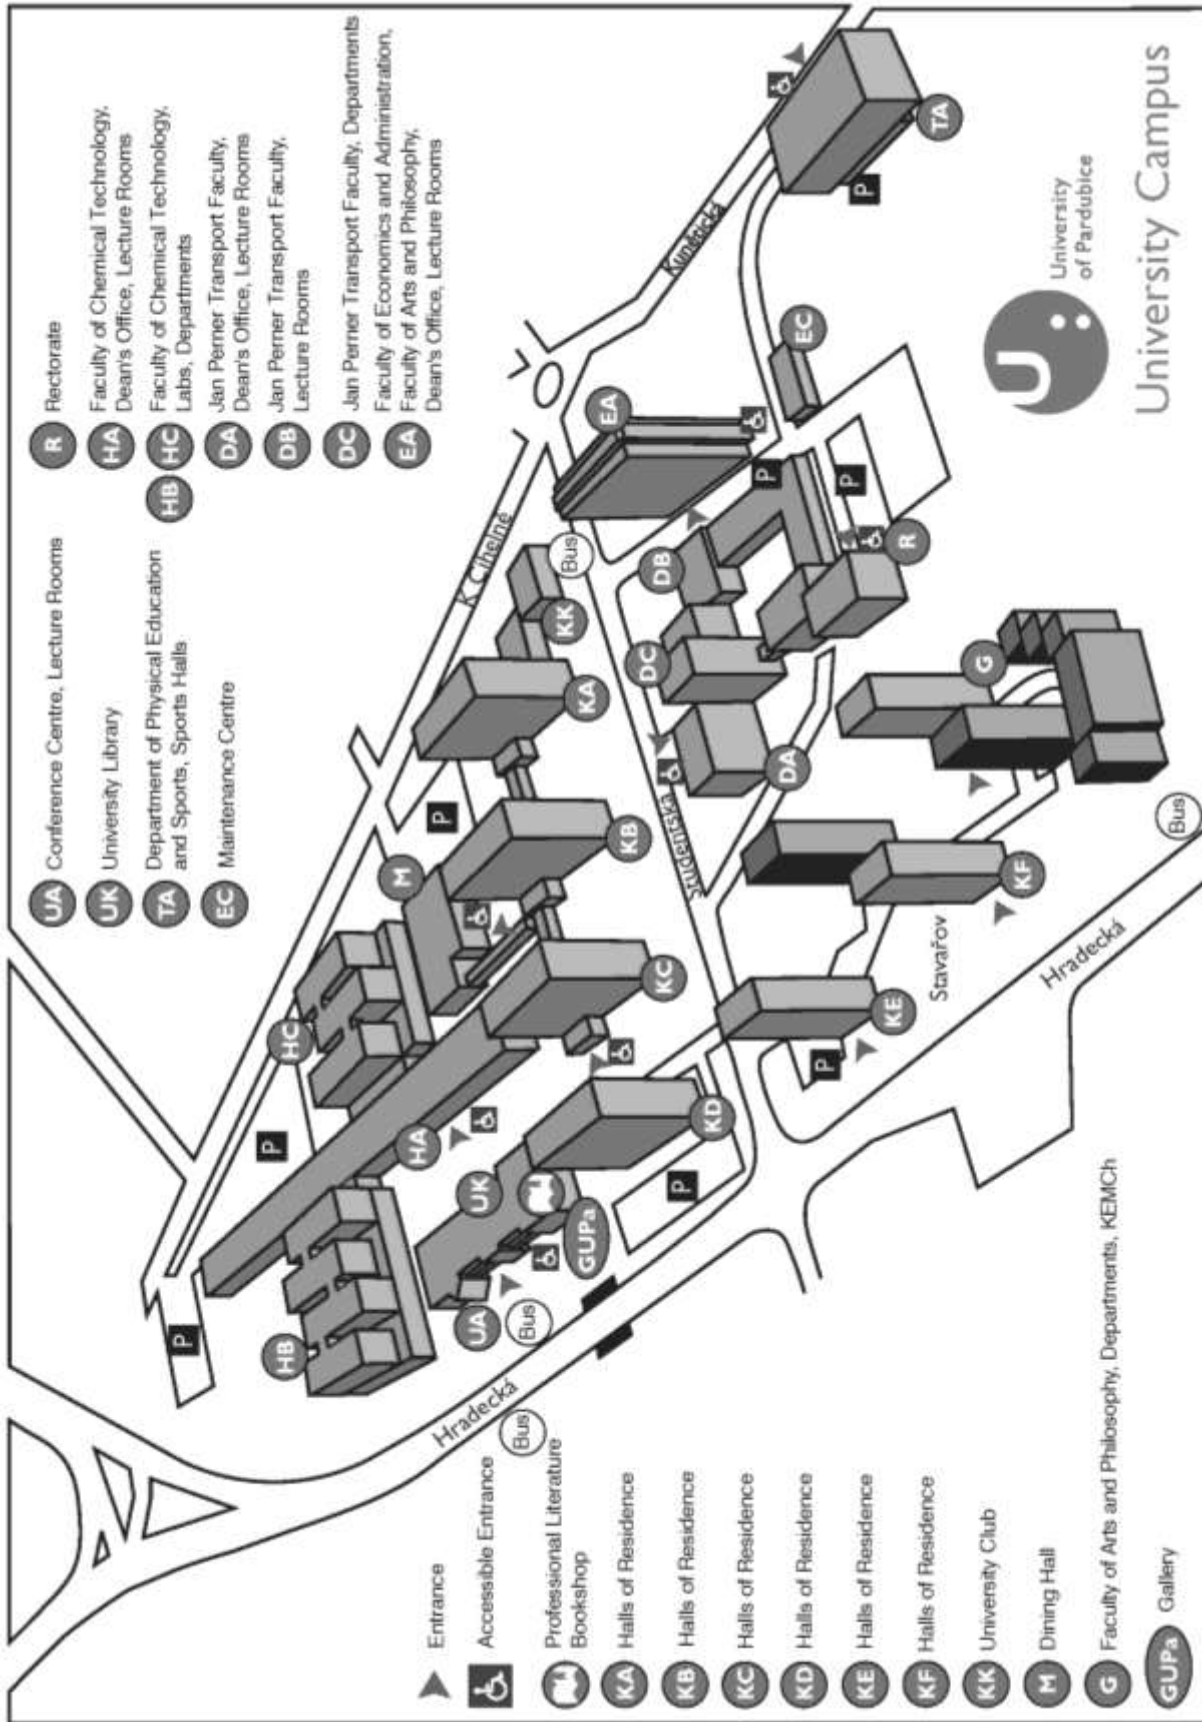 UA Conference Centre, Lecture Rooms
UK University Library
TA Department of Physical Education
and Sports, Sports Halls
EC Maintenance Centre
R Rectorate
HA Faculty of Chemical Technology,
Dean's Office, Lecture Rooms
HB HC Faculty of Chemical Technology,
Labs, Departments
DA Jan Perner Transport Faculty,
Dean's Office, Lecture Rooms
DB Jan Perner Transport Faculty,
Lecture Rooms
DC Jan Perner Transport Faculty, Departments
EA Faculty of Economics and Administration,
Faculty of Arts and Philosophy,
Dean's Office, Lecture Rooms
P
HB
P
HC
HA
UA
UK
GUPa
Bus
Bus
Hradecká
M
P
KA
KB
KC
KD
P
KK
Bus
K Cihelně
EA
Kunětická
TA
P
EC
P
P
DB
DC
DA
R
Studentská
KE
P
KF
G
Stavařov
Hradecká
Bus
Entrance
Accessible Entrance
Professional Literature
Bookshop
KA Halls of Residence
KB Halls of Residence
KC Halls of Residence
KD Halls of Residence
KE Halls of Residence
KF Halls of Residence
KK University Club
M Dining Hall
G Faculty of Arts and Philosophy, Departments, KEMCh
GUPa Gallery
U
University
of Pardubice
University Campus